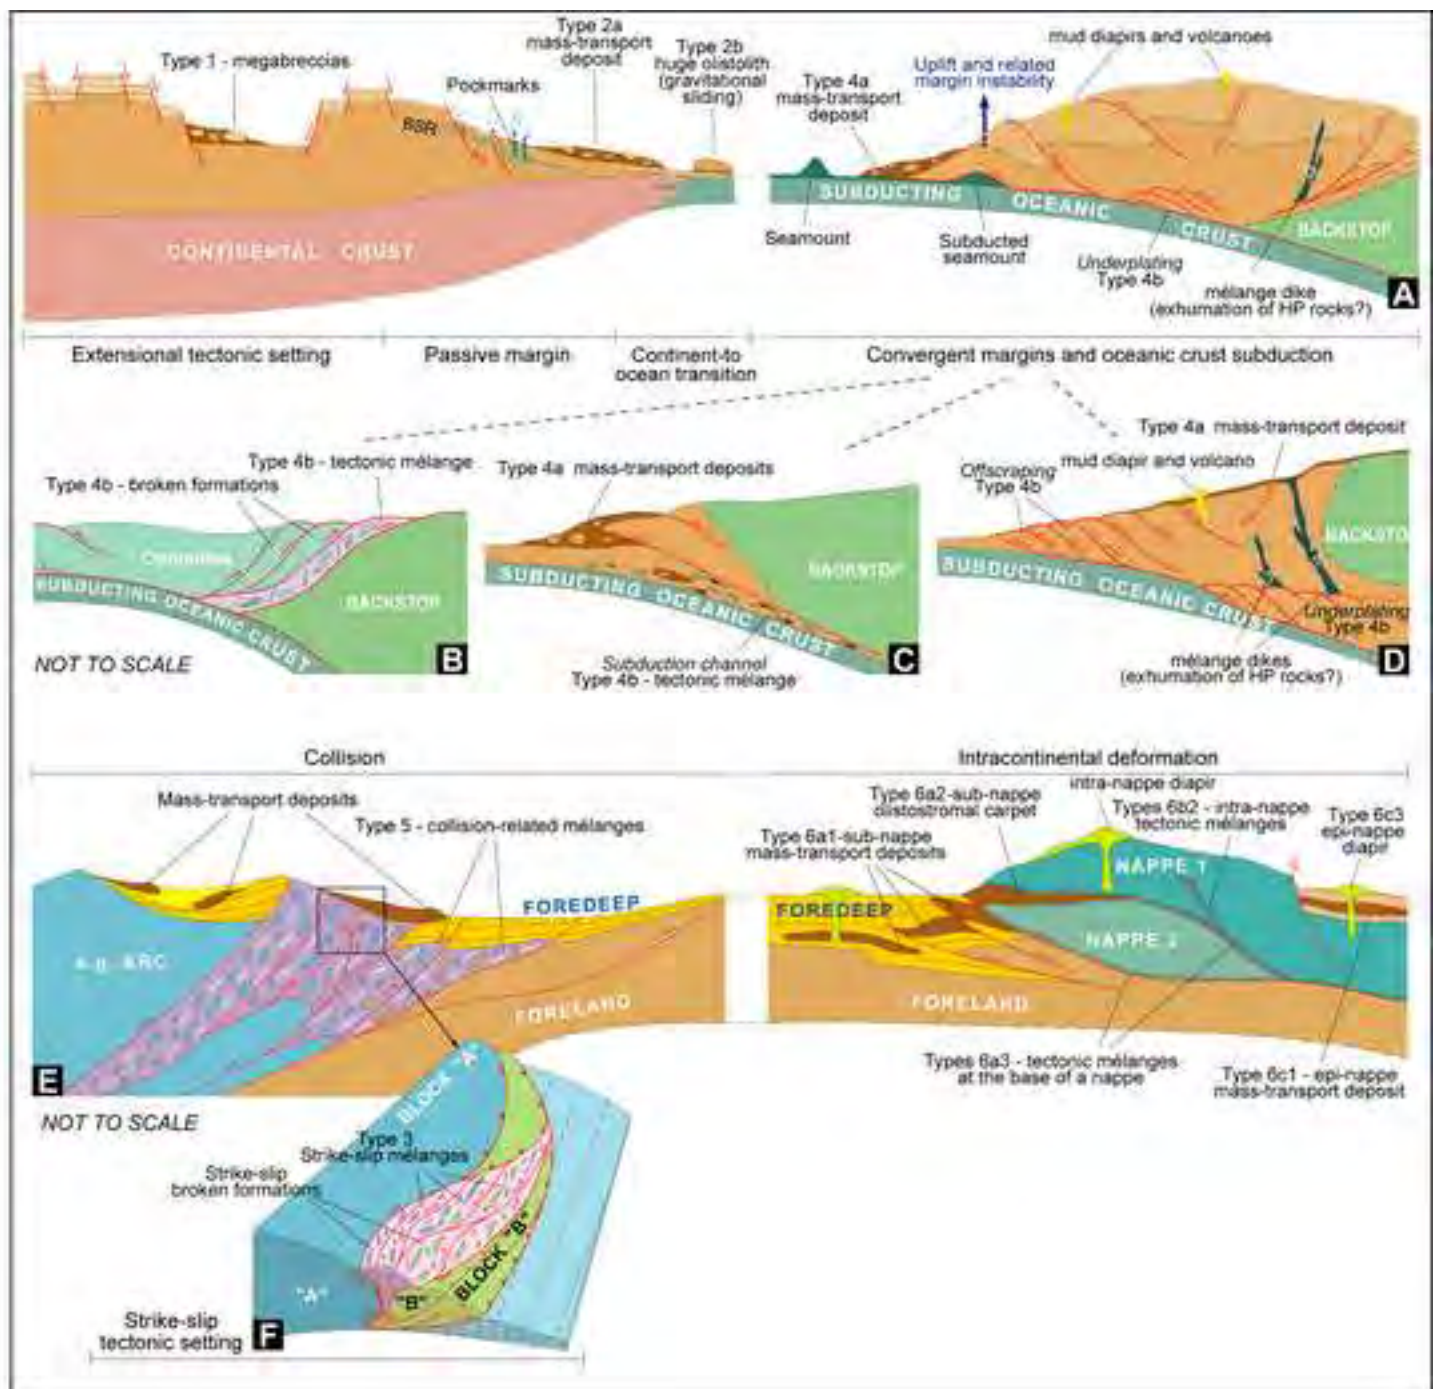 Type 1 - megabreccias
Pockmarks
BSR
Type 2a
mass-transport
deposit
Type 2b
huge olistolith
(gravitational
sliding)
CONTINENTAL CRUST
Type 4a
mass-transport
deposit
Uplift and related
margin instability
mud diapirs and volcanoes
SUBDUCTING OCEANIC CRUST
BACKSTOP
Seamount
Subducted
seamount
Underplating
Type 4b
mélange dike
(exhumation of HP rocks?)
A
Extensional tectonic setting
Passive margin
Continent-to
ocean transition
Convergent margins and oceanic crust subduction
Type 4b - tectonic mélange
Type 4b - broken formations
SUBDUCTING OCEANIC CRUST
BACKSTOP
NOT TO SCALE
B
Type 4a mass-transport deposits
BACKSTOP
SUBDUCTING OCEANIC CRUST
Subduction channel
Type 4b - tectonic mélange
C
Type 4a mass-transport deposit
mud diapir and volcano
Offscraping
Type 4b
BACKSTO
SUBDUCTING OCEANIC CRUST
Underplating
Type 4b
mélange dikes
(exhumation of HP rocks?)
D
Collision
Mass-transport deposits
Type 5 - collision-related mélanges
FOREDEEP
e.g. ARC
FORELAND
E
NOT TO SCALE
Intracontinental deformation
intra-nappe diapir
Type 6a2-sub-nappe
olistostromal carpet
Types 6b2 - intra-nappe
tectonic mélanges
Type 6c3
epi-nappe
diapir
Type 6a1-sub-nappe
mass-transport deposits
NAPPE 1
FOREDEEP
NAPPE 2
FORELAND
Types 6a3 - tectonic mélanges
at the base of a nappe
Type 6c1 - epi-nappe
mass-transport deposit
BLOCK "A"
Type 3
Strike-slip mélanges
Strike-slip
broken formations
BLOCK "B"
"A"
"B"
Strike-slip
tectonic setting
F